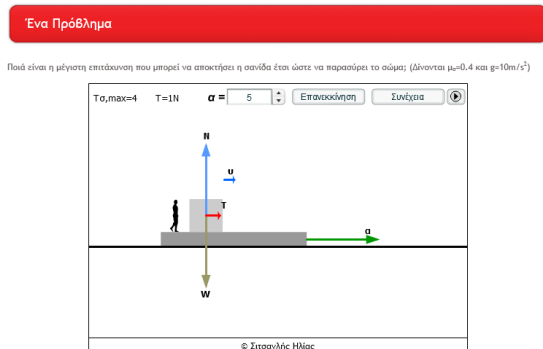 Ένα Πρόβλημα
Ποιά είναι η μέγιστη επιτάχυνση που μπορεί να αποκτήσει η σανίδα έτσι ώστε να παρασύρει το σώμα; (Δίνονται μₒ=0.4 και g=10m/s²)
Τσ,max=4 T=1N α = 5 Επανεκκίνηση Συνέχεια
N
υ
T
α
W
© Σιτσανλής Ηλίας